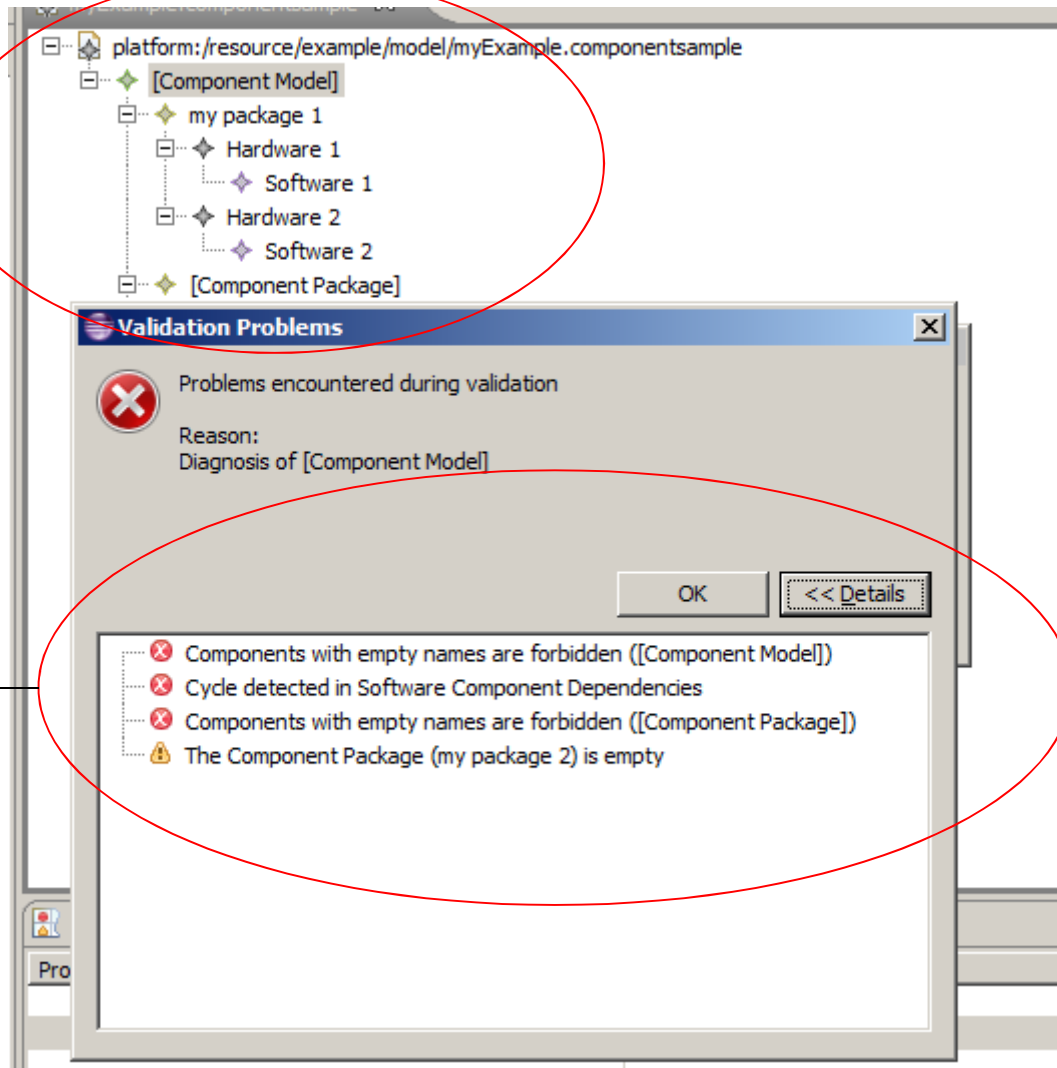 platform:/resource/example/model/myExample.componentsample
[Component Model]
my package 1
Hardware 1
Software 1
Hardware 2
Software 2
[Component Package]
Validation Problems
Problems encountered during validation
Reason:
Diagnosis of [Component Model]
OK
<< Details
Components with empty names are forbidden ([Component Model])
Cycle detected in Software Component Dependencies
Components with empty names are forbidden ([Component Package])
The Component Package (my package 2) is empty
Pro